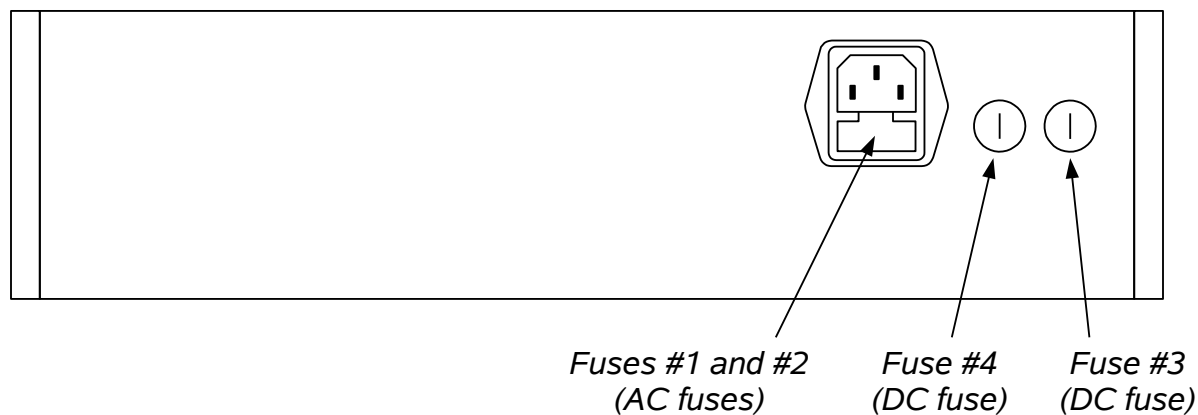 Fuses #1 and #2
(AC fuses)
Fuse #4
(DC fuse)
Fuse #3
(DC fuse)